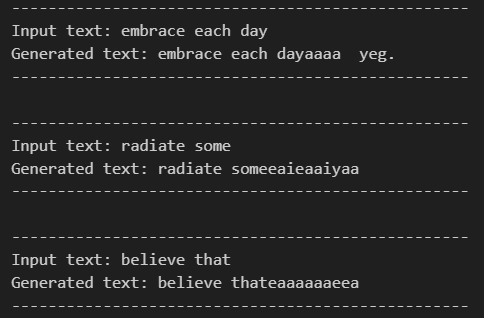 --------------------------------------------------
Input text: embrace each day
Generated text: embrace each dayaaaa  yeg.
--------------------------------------------------

--------------------------------------------------
Input text: radiate some
Generated text: radiate someeaieaaiyaa
--------------------------------------------------

--------------------------------------------------
Input text: believe that
Generated text: believe thateaaaaaaeea
--------------------------------------------------